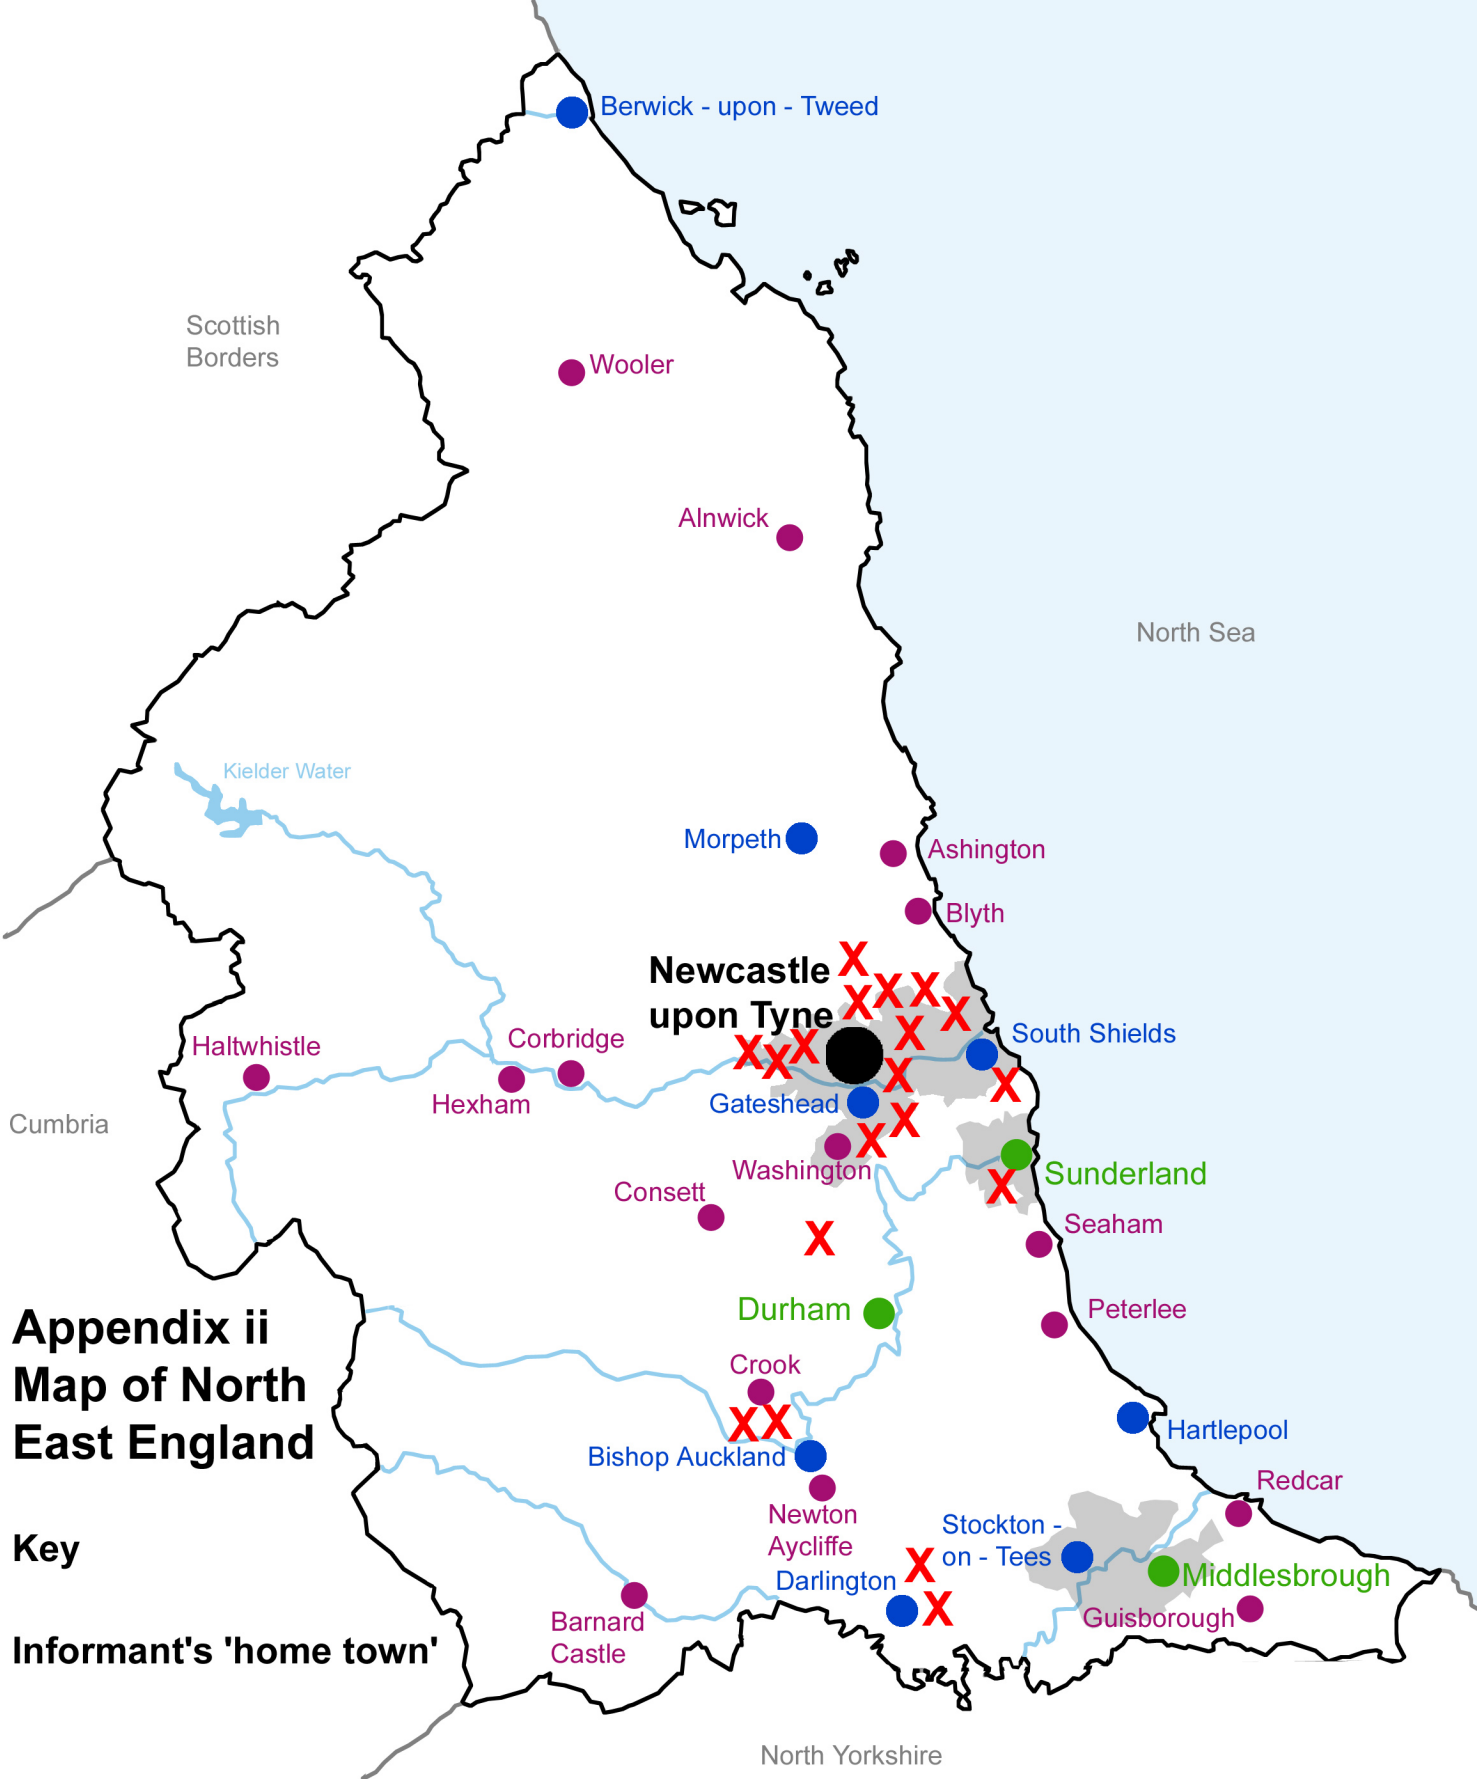 Berwick - upon - Tweed
Scottish
Borders
Wooler
Alnwick
North Sea
Kielder Water
Morpeth
Ashington
Blyth
X
Newcastle
X X X
upon Tyne
X
X
South Shields
X X X
Haltwhistle
Corbridge
X
X
Hexham
Gateshead
Cumbria
X
X
Washington
Sunderland
X
Consett
Seaham
X
Durham
Peterlee
Appendix ii
Map of North
East England
Crook
X X
Bishop Auckland
Hartlepool
Redcar
Newton
Aycliffe
Stockton -
on - Tees
Key
X
Darlington
Middlesbrough
X
Guisborough
Barnard
Castle
Informant's 'home town'
North Yorkshire